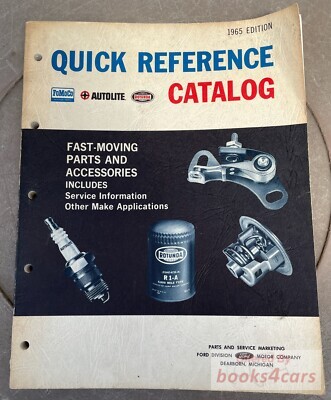 1965 EDITION
QUICK REFERENCE
FoMoCo AUTOLITE ROTUNDA CATALOG
FAST-MOVING
PARTS AND
ACCESSORIES
INCLUDES
Service Information
Other Make Applications
ROTUNDA
R1-A
PARTS AND SERVICE MARKETING
FORD DIVISION Ford MOTOR COMPANY
DEARBORN, MICHIGAN
books4cars